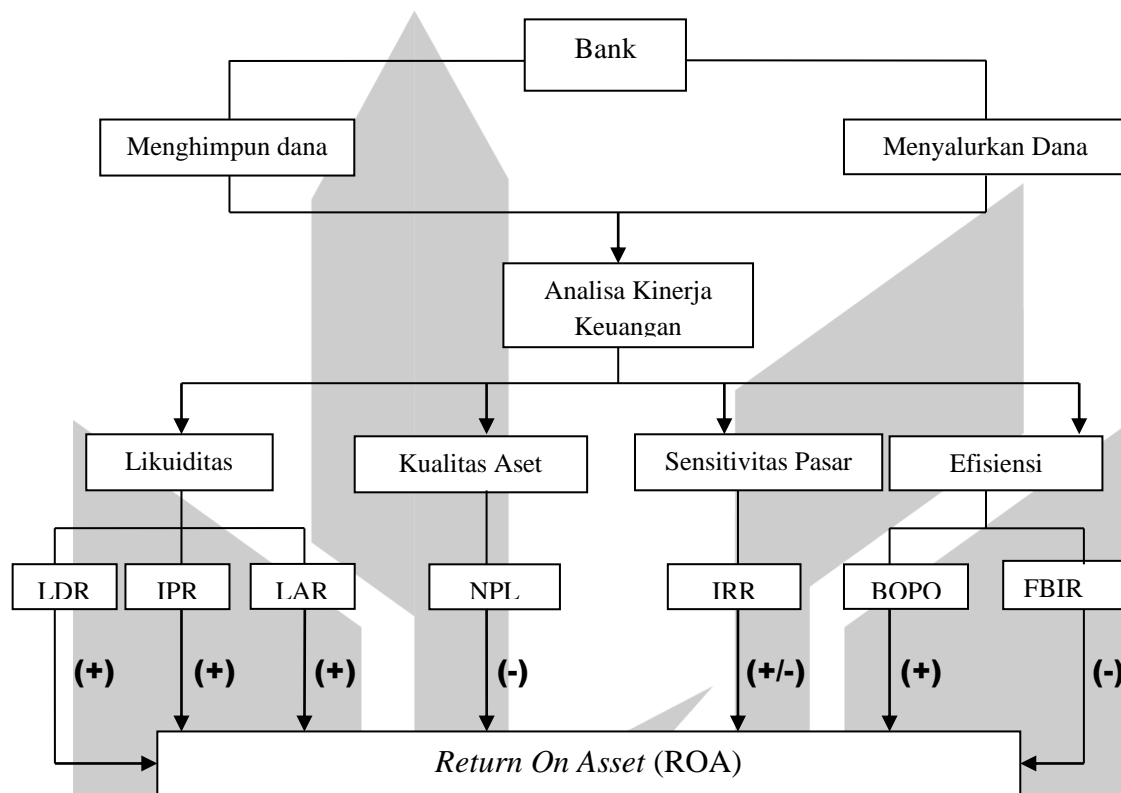 Bank
Menghimpun dana
Menyalurkan Dana
Analisa Kinerja
Keuangan
Likuiditas
Kualitas Aset
Sensitivitas Pasar
Efisiensi
LDR
IPR
LAR
NPL
IRR
BOPO
FBIR
(+)
(+)
(+)
(-)
(+/-)
(+)
(-)
Return On Asset (ROA)